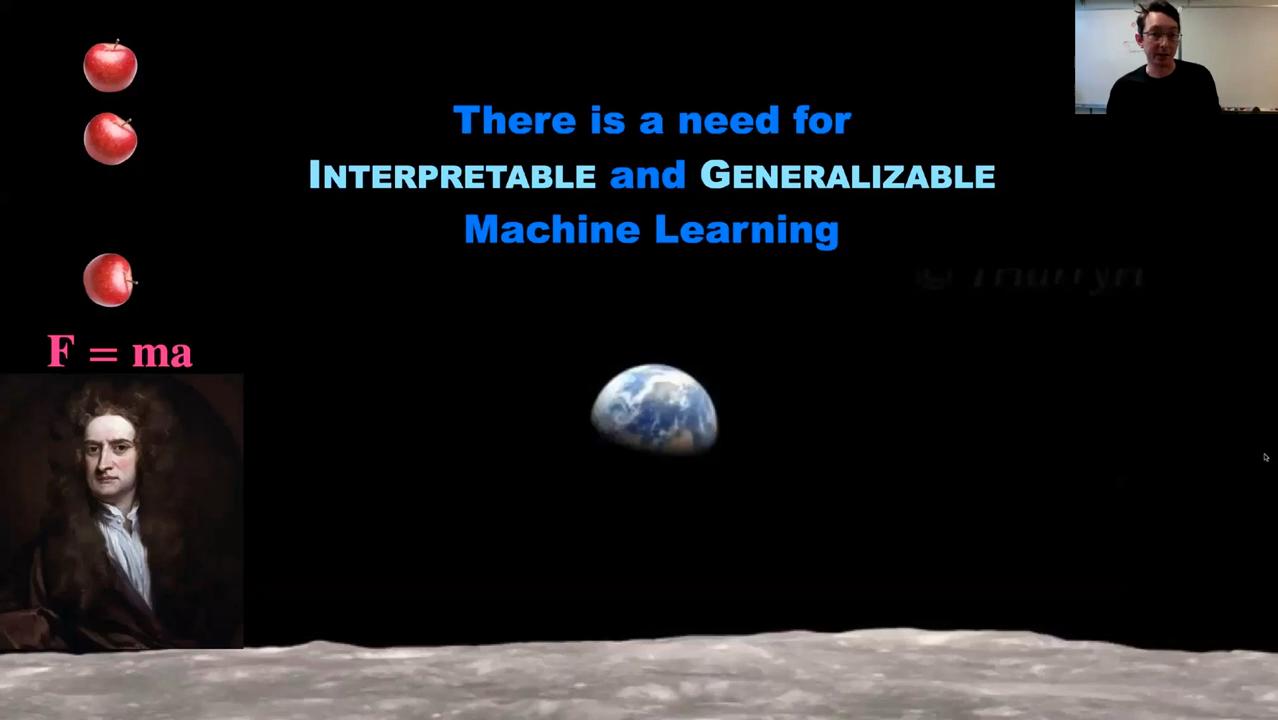 There is a need for
INTERPRETABLE and GENERALIZABLE
Machine Learning
F = ma